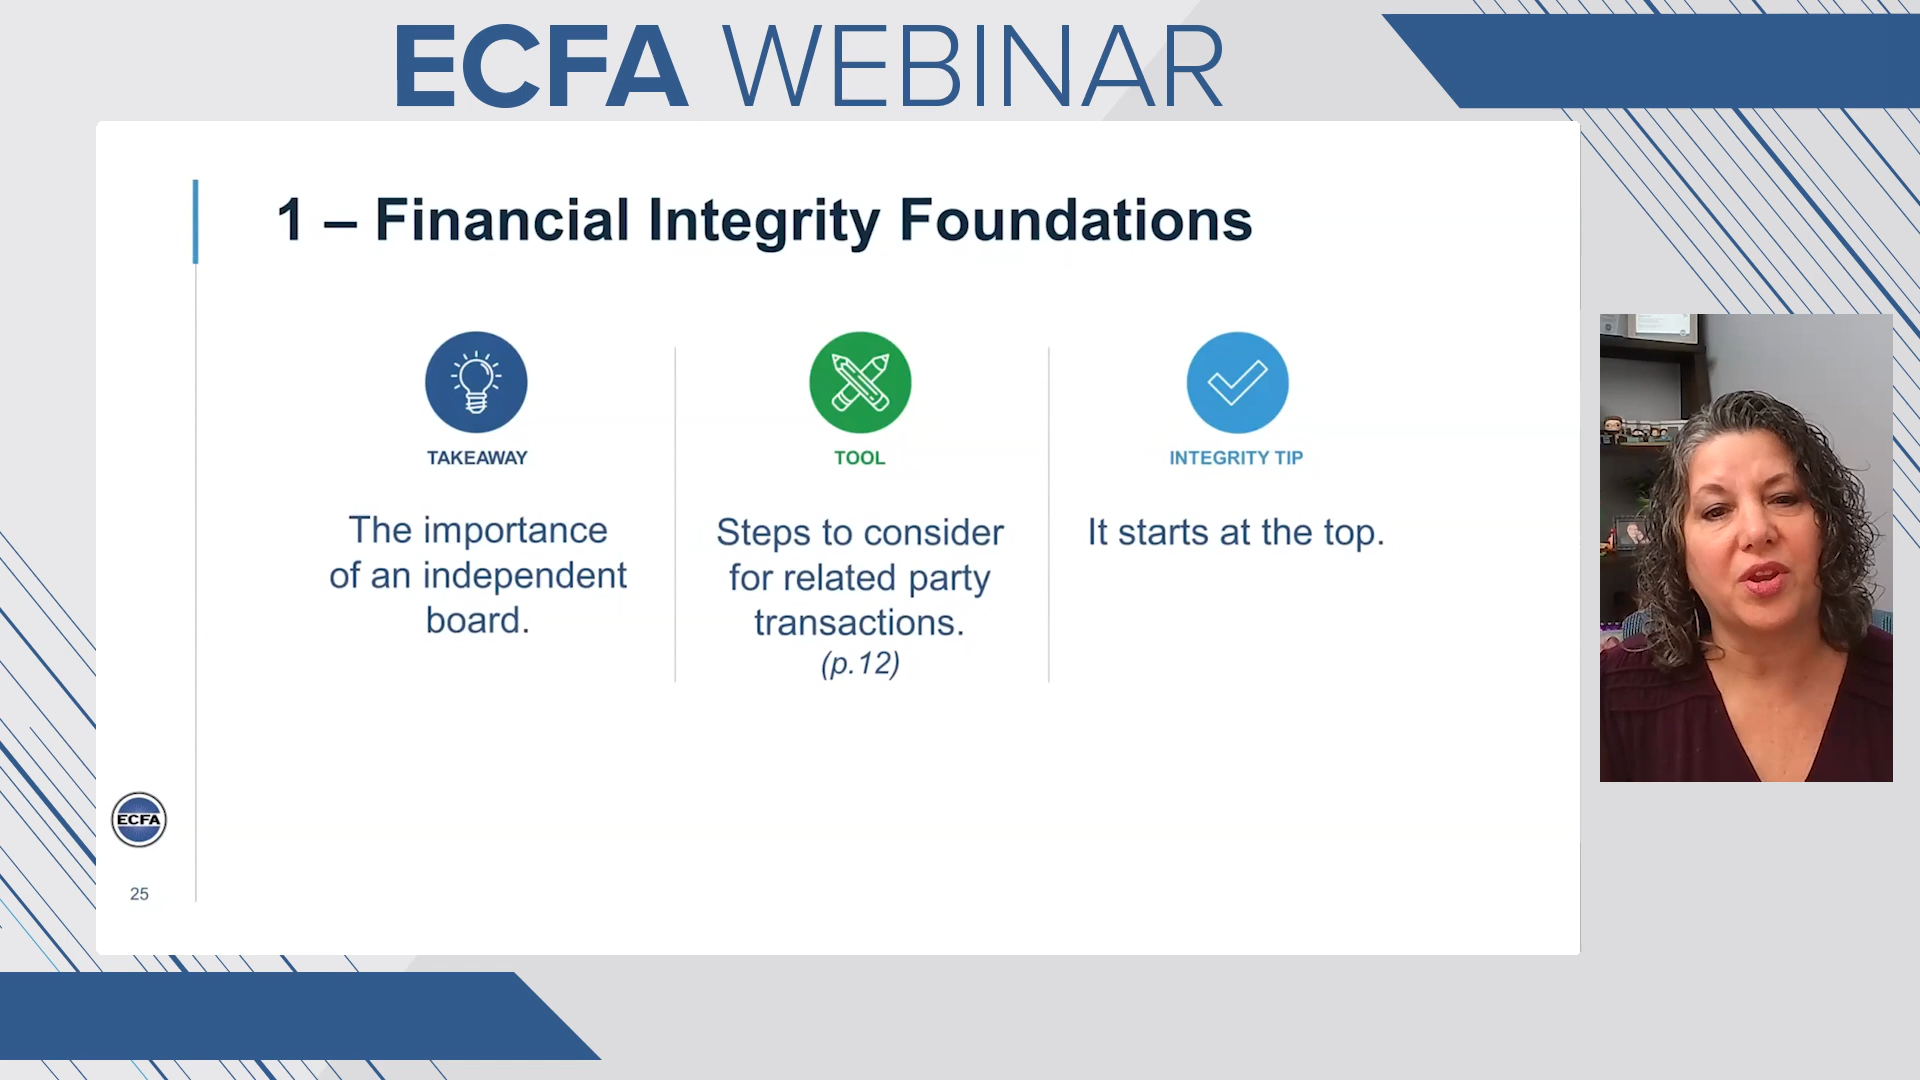 ECFA WEBINAR
1 – Financial Integrity Foundations
TAKEAWAY
The importance
of an independent
board.
TOOL
Steps to consider
for related party
transactions.
(p.12)
INTEGRITY TIP
It starts at the top.
ECFA
25